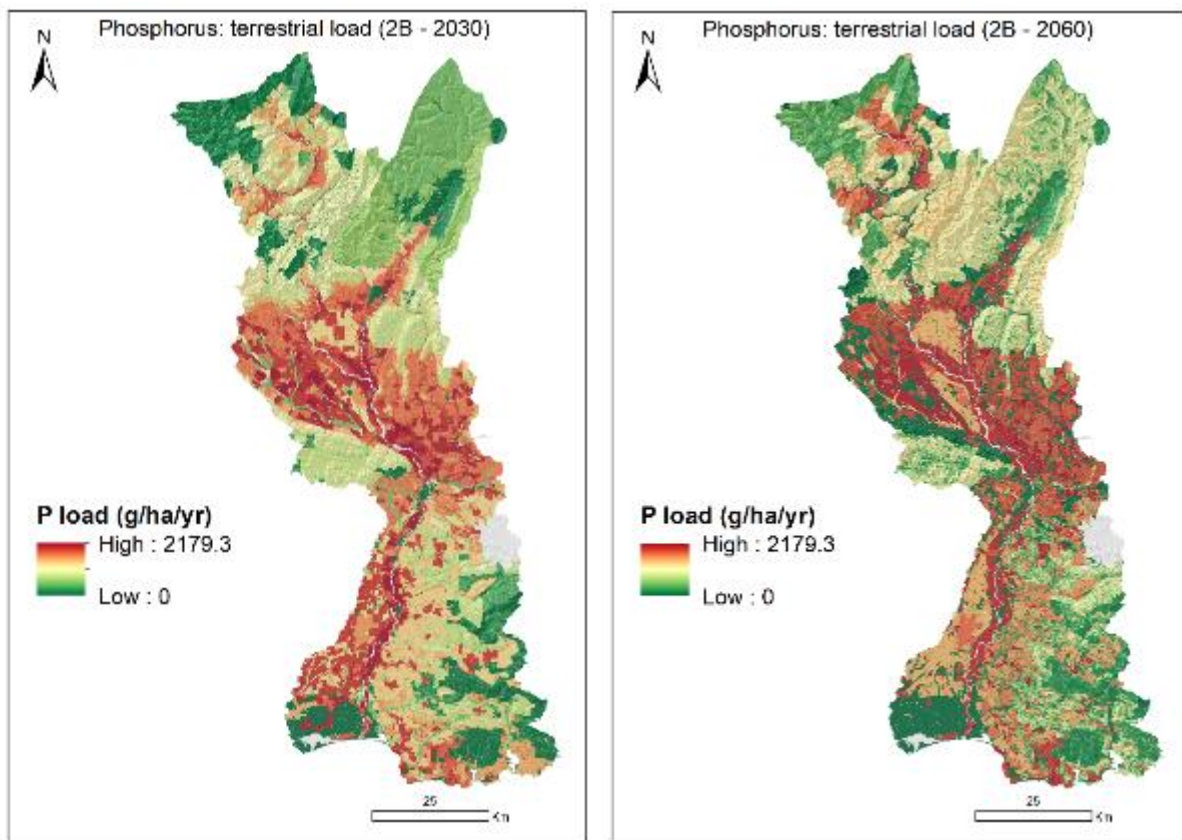 Phosphorus: terrestrial load (2B - 2030)
N
P load (g/ha/yr)
High : 2179.3
Low : 0
25
Km
Phosphorus: terrestrial load (2B - 2060)
N
P load (g/ha/yr)
High : 2179.3
Low : 0
25
Km